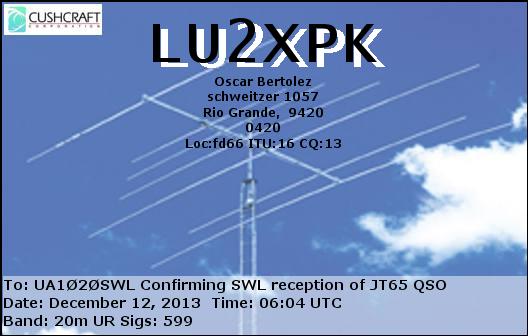 CUSHCRAFT
CORPORATION
LU2XPK
Oscar Bertolez
schweitzer 1057
Rio Grande, 9420
0420
Loc:fd66 ITU:16 CQ:13
To: UA1Ø2ØSWL Confirming SWL reception of JT65 QSO
Date: December 12, 2013 Time: 06:04 UTC
Band: 20m UR Sigs: 599